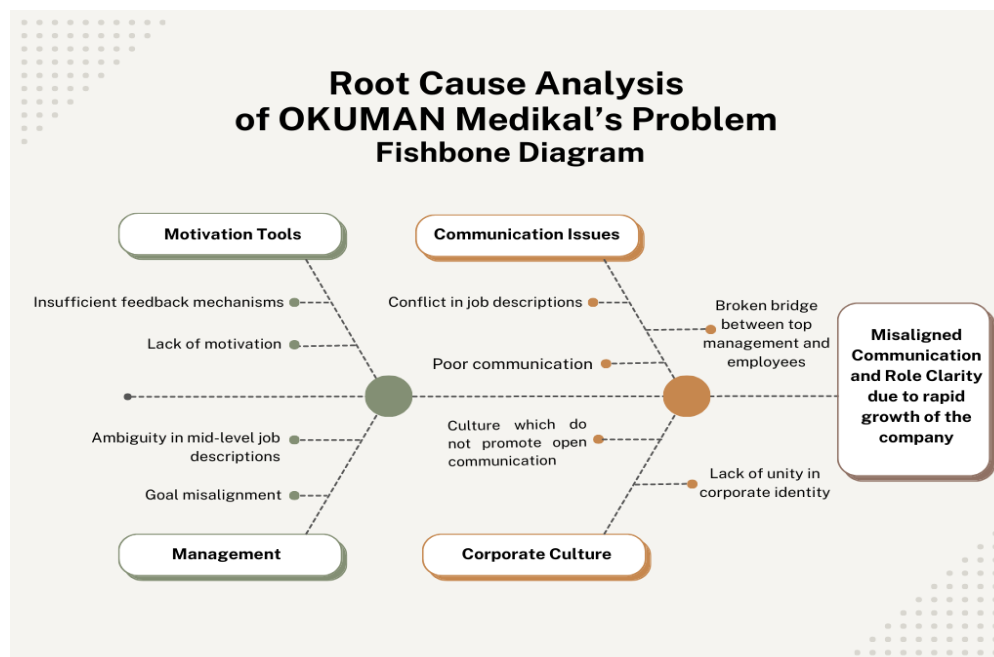 Root Cause Analysis
of OKUMAN Medikal’s Problem
Fishbone Diagram
Motivation Tools
Communication Issues
Insufficient feedback mechanisms
Lack of motivation
Conflict in job descriptions
Poor communication
Broken bridge
between top
management and
employees
Misaligned
Communication
and Role Clarity
due to rapid
growth of the
company
Ambiguity in mid-level job
descriptions
Goal misalignment
Culture which do
not promote open
communication
Lack of unity in
corporate identity
Management
Corporate Culture